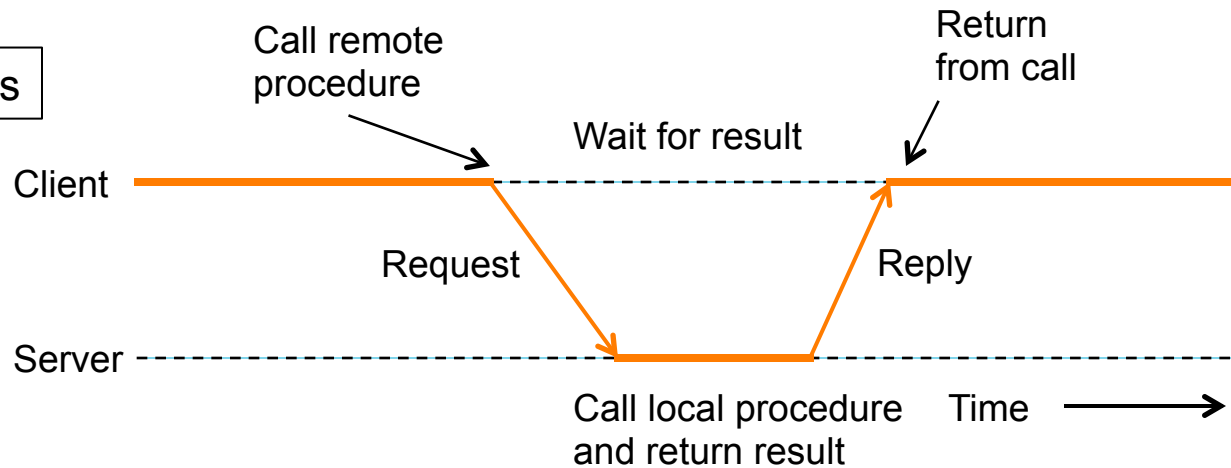 s
Call remote
procedure
Return
from call
Wait for result
Client
Request
Reply
Server
Call local procedure
and return result
Time